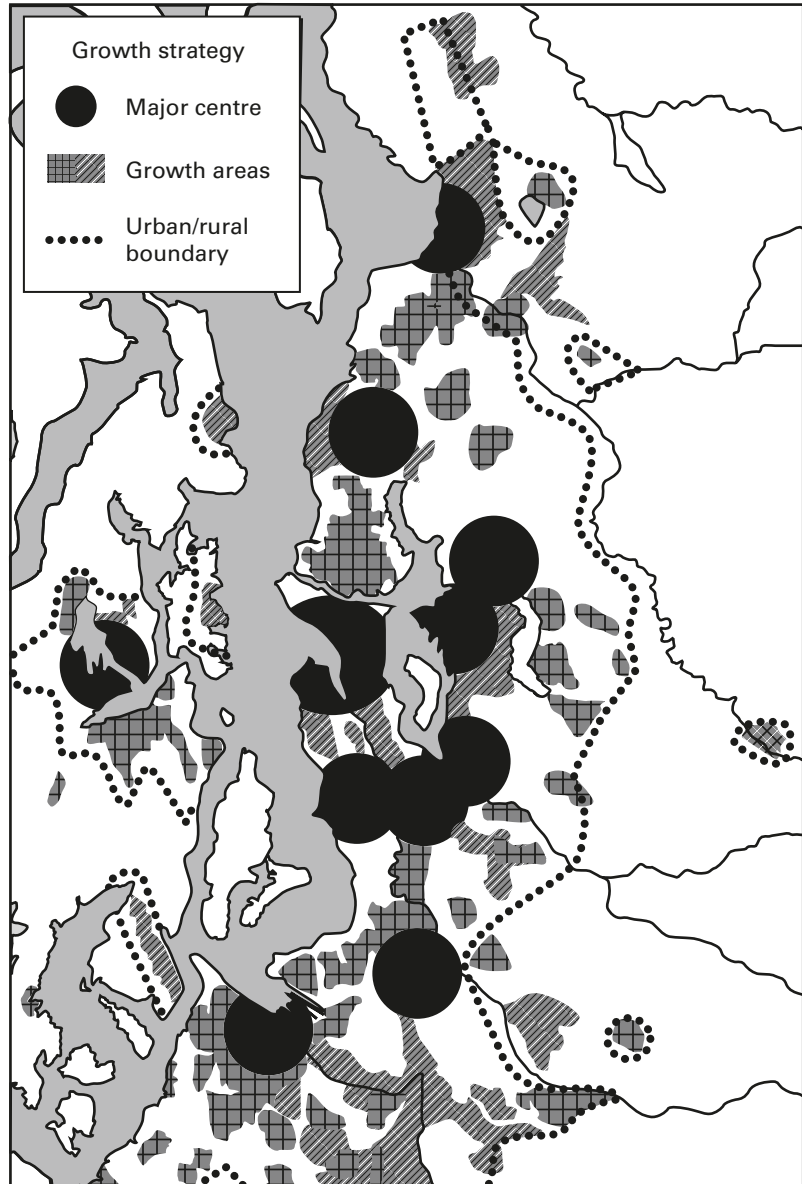 Growth strategy
Major centre
Growth areas
Urban/rural
boundary